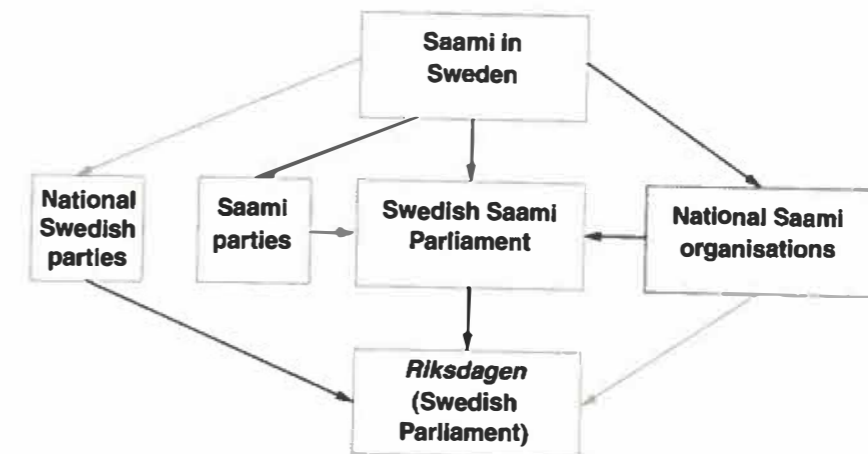 Saami in
Sweden
National
Swedish
parties
Saami
parties
Swedish Saami
Parliament
National Saami
organisations
Riksdagen
(Swedish
Parliament)